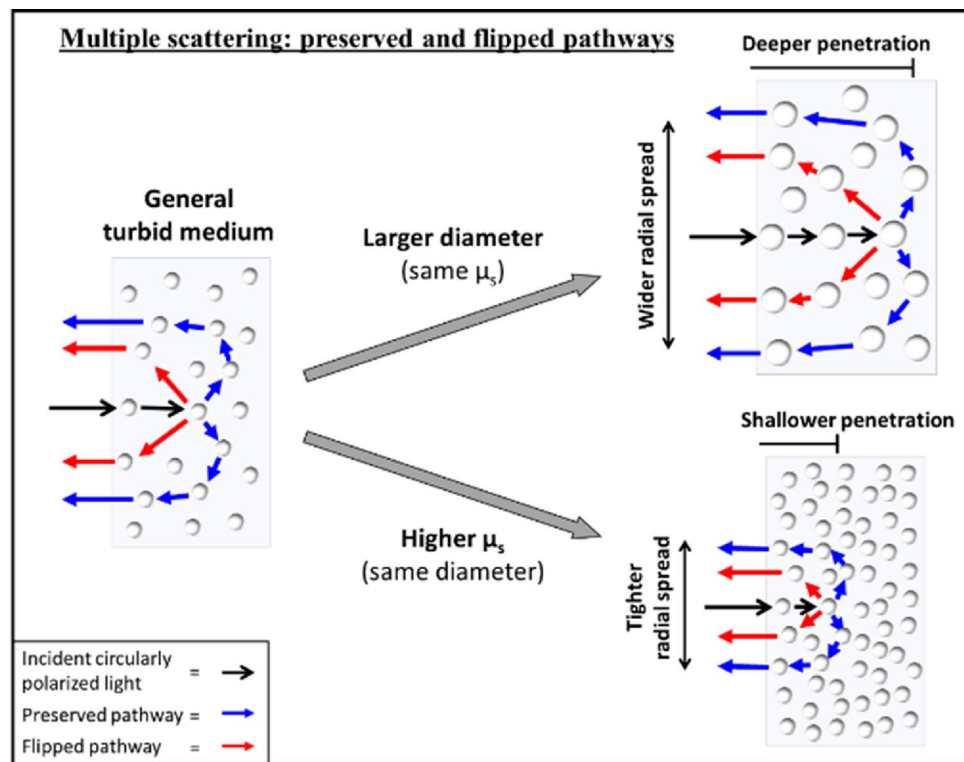 Multiple scattering: preserved and flipped pathways
Deeper penetration
Wider radial spread
General
turbid medium
Larger diameter
(same μs)
Shallower penetration
Higher μs
(same diameter)
Tighter
radial spread
Incident circularly
polarized light =
Preserved pathway =
Flipped pathway =